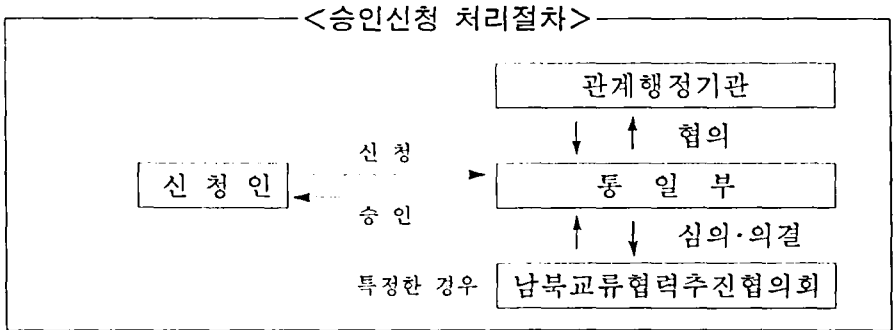 <승인신청 처리절차>
관계행정기관
협의
신 청
신 청 인
통 일 부
승 인
심의·의결
특정한 경우
남북교류협력추진협의회